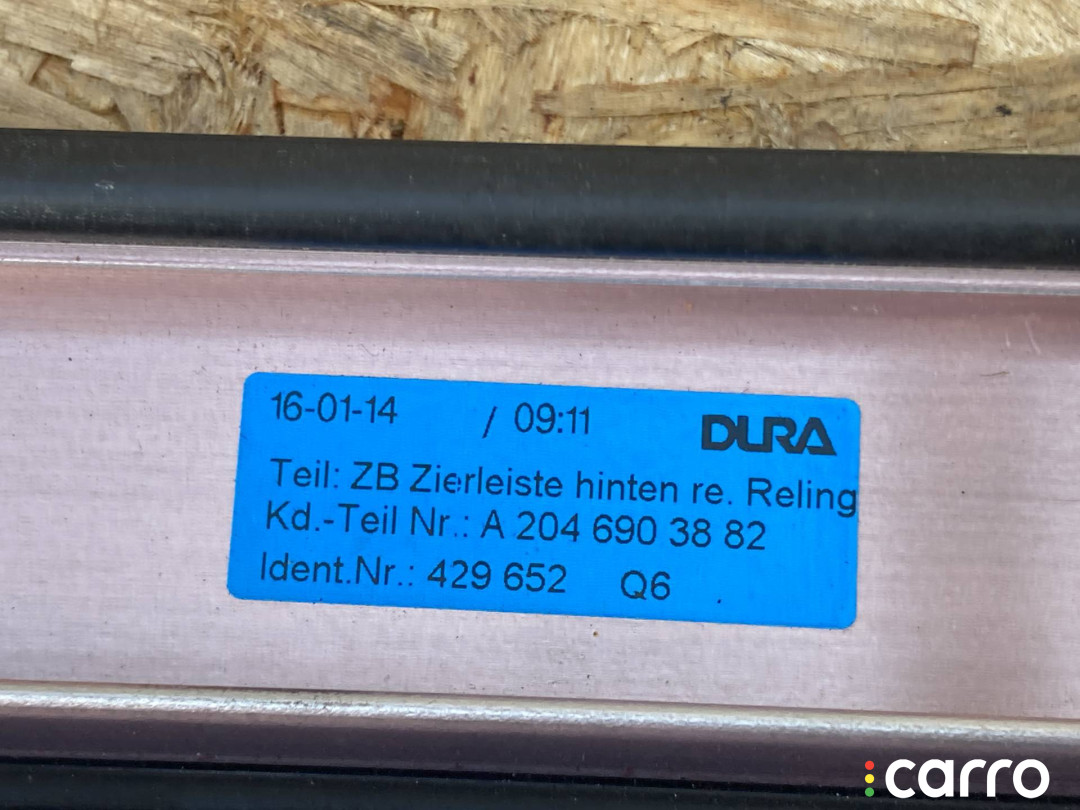 16-01-14 / 09:11 DURA
Teil: ZB Zierleiste hinten re. Reling
Kd.-Teil Nr.: A 204 690 38 82
Ident.Nr.: 429 652 Q6
carro